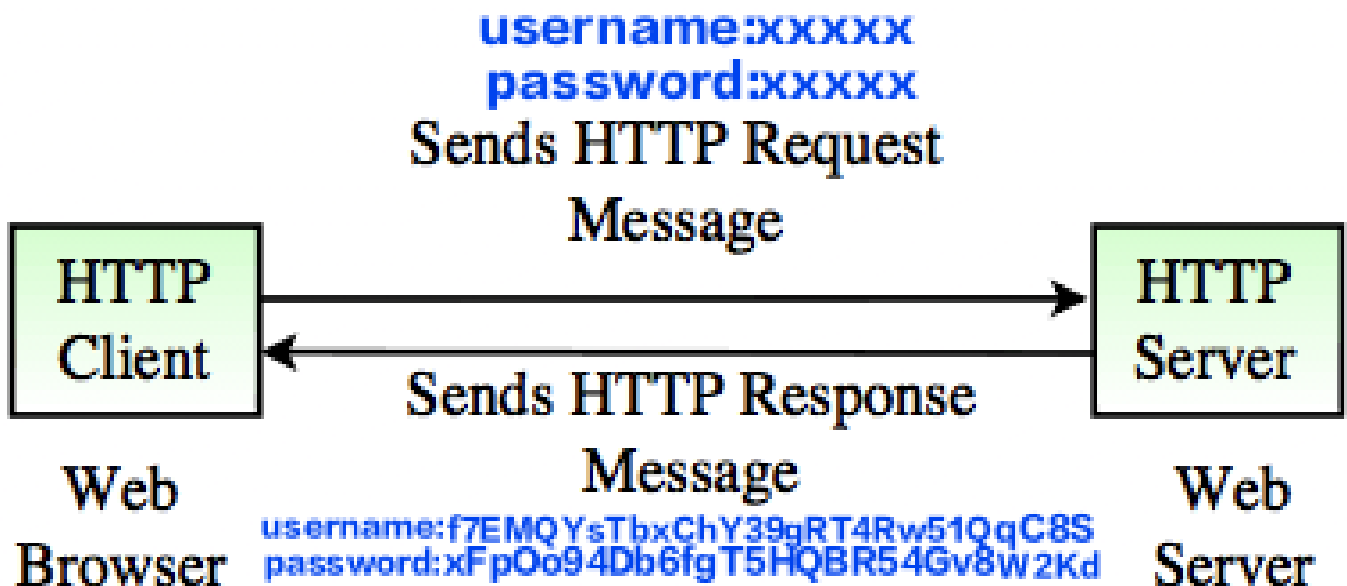 username:xxxxx
password:xxxxx
Sends HTTP Request
Message
HTTP
Client
HTTP
Server
Sends HTTP Response
Message
Web
Browser
Web
Server
username:f7EMQYsTbxChY39gRT4Rw51QqC8S
password:xFpOo94Db6fgT5HQBR54Gv8W2Kd